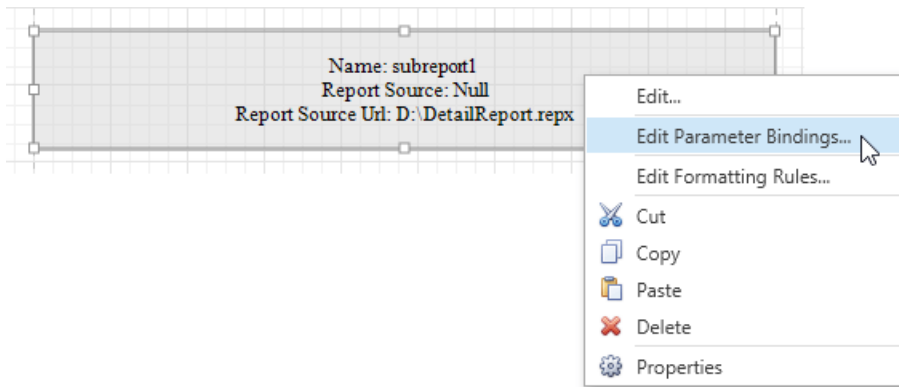 Name: subreport1
Report Source: Null
Report Source Url: D:\DetailReport.repx
Edit...
Edit Parameter Bindings...
Edit Formatting Rules...
Cut
Copy
Paste
Delete
Properties